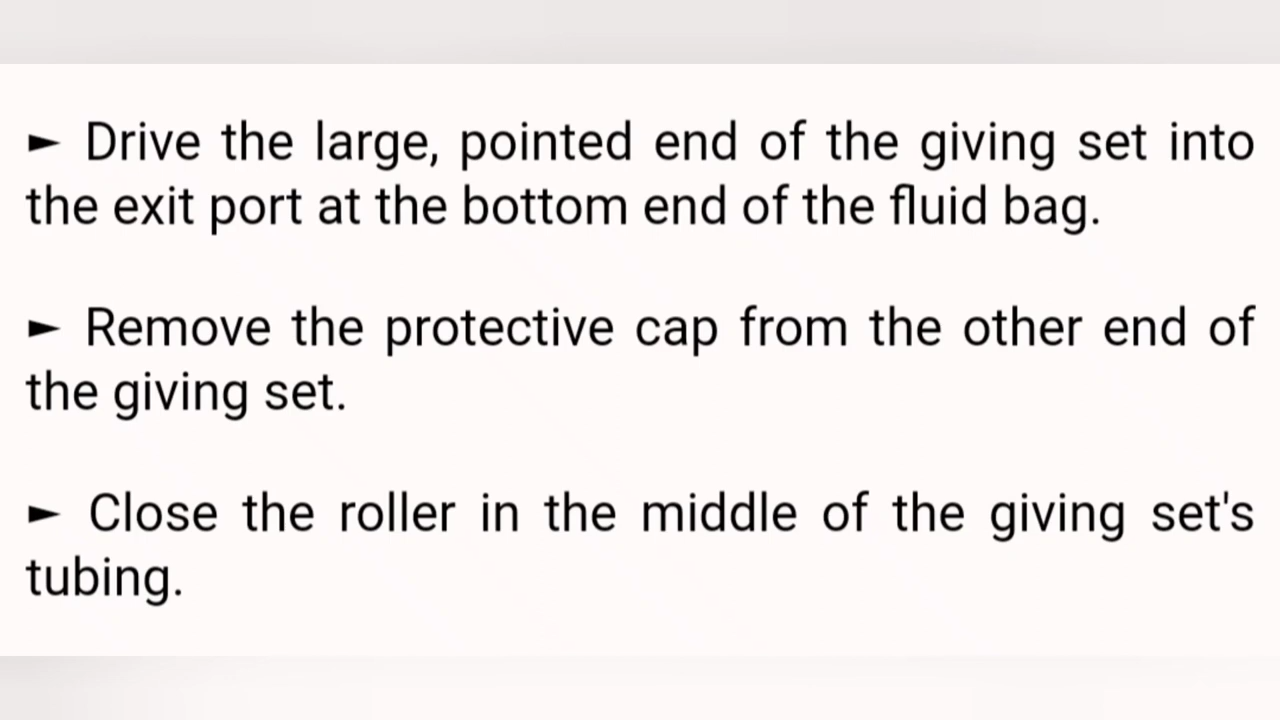 ► Drive the large, pointed end of the giving set into
the exit port at the bottom end of the fluid bag.
► Remove the protective cap from the other end of
the giving set.
► Close the roller in the middle of the giving set's
tubing.